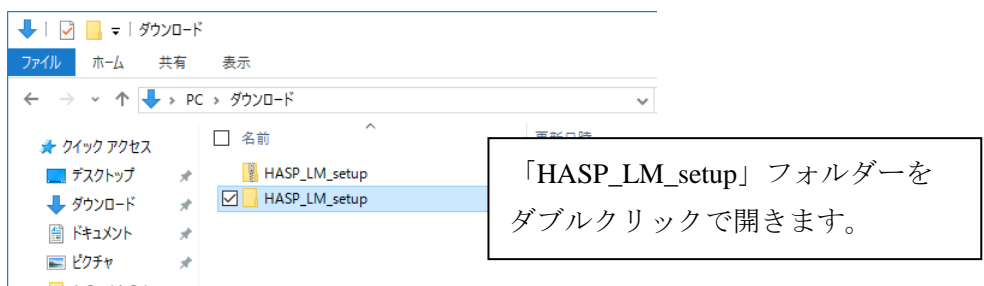 ダウンロード
ファイル ホーム 共有 表示
PC › ダウンロード
クイック アクセス
デスクトップ
ダウンロード
ドキュメント
ピクチャ
名前
HASP_LM_setup
HASP_LM_setup
「HASP_LM_setup」フォルダーを
ダブルクリックで開きます。